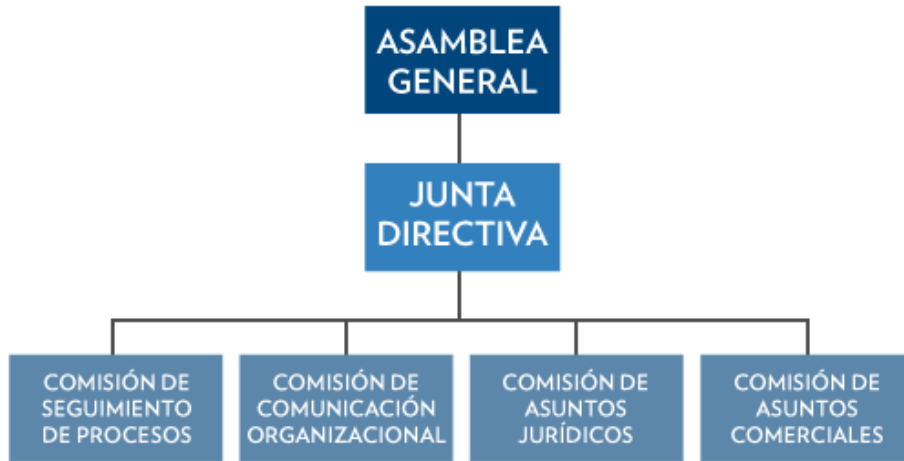 ASAMBLEA
GENERAL
JUNTA
DIRECTIVA
COMISIÓN DE
SEGUIMIENTO
DE PROCESOS
COMISIÓN DE
COMUNICACIÓN
ORGANIZACIONAL
COMISIÓN DE
ASUNTOS
JURÍDICOS
COMISIÓN DE
ASUNTOS
COMERCIALES